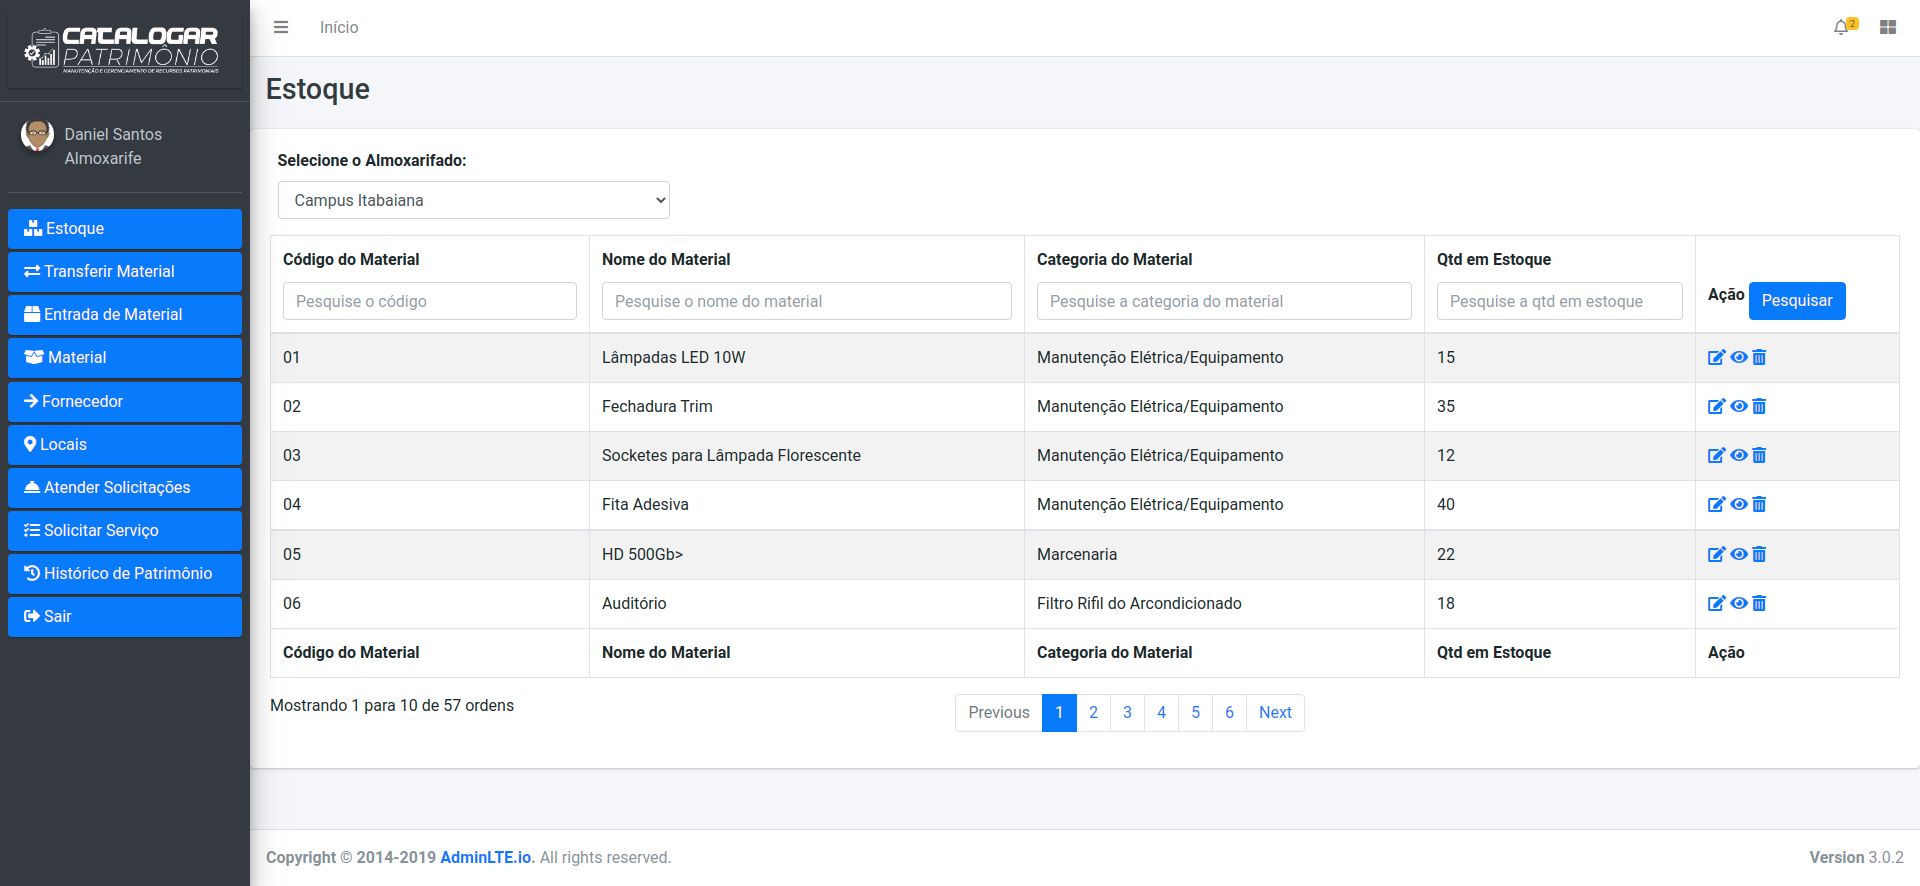 CATALOGAR
PATRIMÔNIO
MANUTENÇÃO E GERENCIAMENTO DE RECURSOS PATRIMONIAIS
Daniel Santos
Almoxarife
Estoque
Transferir Material
Entrada de Material
Material
Fornecedor
Locais
Atender Solicitações
Solicitar Serviço
Histórico de Patrimônio
Sair
Início
2
Estoque
Selecione o Almoxarifado:
Campus Itabaiana
Código do Material Nome do Material Categoria do Material Qtd em Estoque
Pesquise o código Pesquise o nome do material Pesquise a categoria do material Pesquise a qtd em estoque Ação Pesquisar
01 Lâmpadas LED 10W Manutenção Elétrica/Equipamento 15
02 Fechadura Trim Manutenção Elétrica/Equipamento 35
03 Socketes para Lâmpada Florescente Manutenção Elétrica/Equipamento 12
04 Fita Adesiva Manutenção Elétrica/Equipamento 40
05 HD 500Gb> Marcenaria 22
06 Auditório Filtro Rifil do Arcondicionado 18
Código do Material Nome do Material Categoria do Material Qtd em Estoque Ação
Mostrando 1 para 10 de 57 ordens
Previous 1 2 3 4 5 6 Next
Copyright © 2014-2019 AdminLTE.io. All rights reserved.
Version 3.0.2